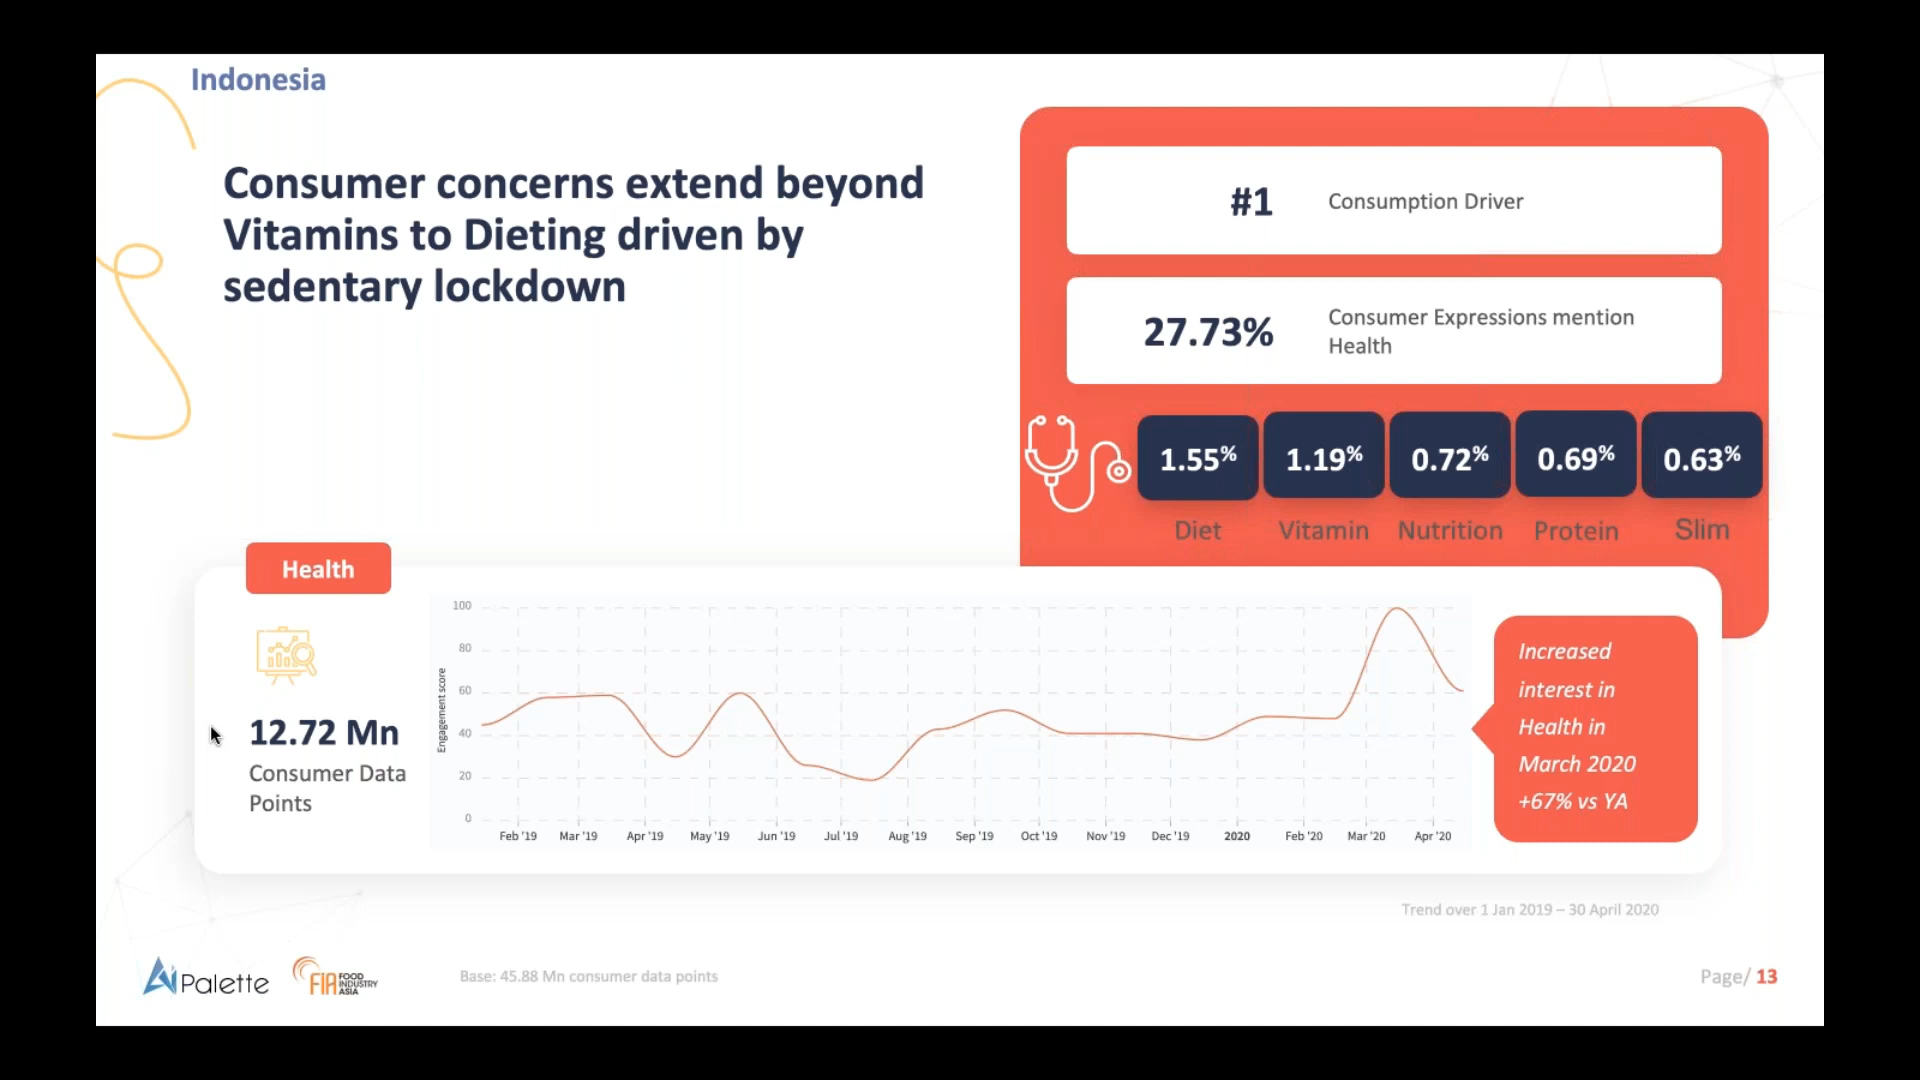 Indonesia
Consumer concerns extend beyond
Vitamins to Dieting driven by
sedentary lockdown
#1 Consumption Driver
27.73% Consumer Expressions mention
Health
1.55% 1.19% 0.72% 0.69% 0.63%
Diet Vitamin Nutrition Protein Slim
Health
12.72 Mn
Consumer Data
Points
Engagement score
100
80
60
40
20
0
Feb '19 Mar '19 Apr '19 May '19 Jun '19 Jul '19 Aug '19 Sep '19 Oct '19 Nov '19 Dec '19 2020 Feb '20 Mar '20 Apr '20
Increased
interest in
Health in
March 2020
+67% vs YA
Trend over 1 Jan 2019 – 30 April 2020
Ai Palette
FIA FOOD
INDUSTRY
ASIA
Base: 45.88 Mn consumer data points
Page/ 13